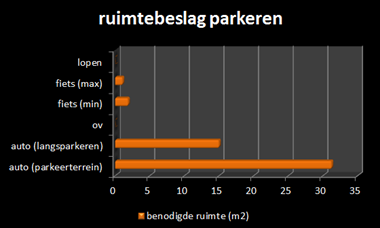 ruimtebeslag parkeren
lopen
fiets (max)
fiets (min)
ov
auto (langsparkeren)
auto (parkeerterrein)
0 5 10 15 20 25 30 35
benodigde ruimte (m2)